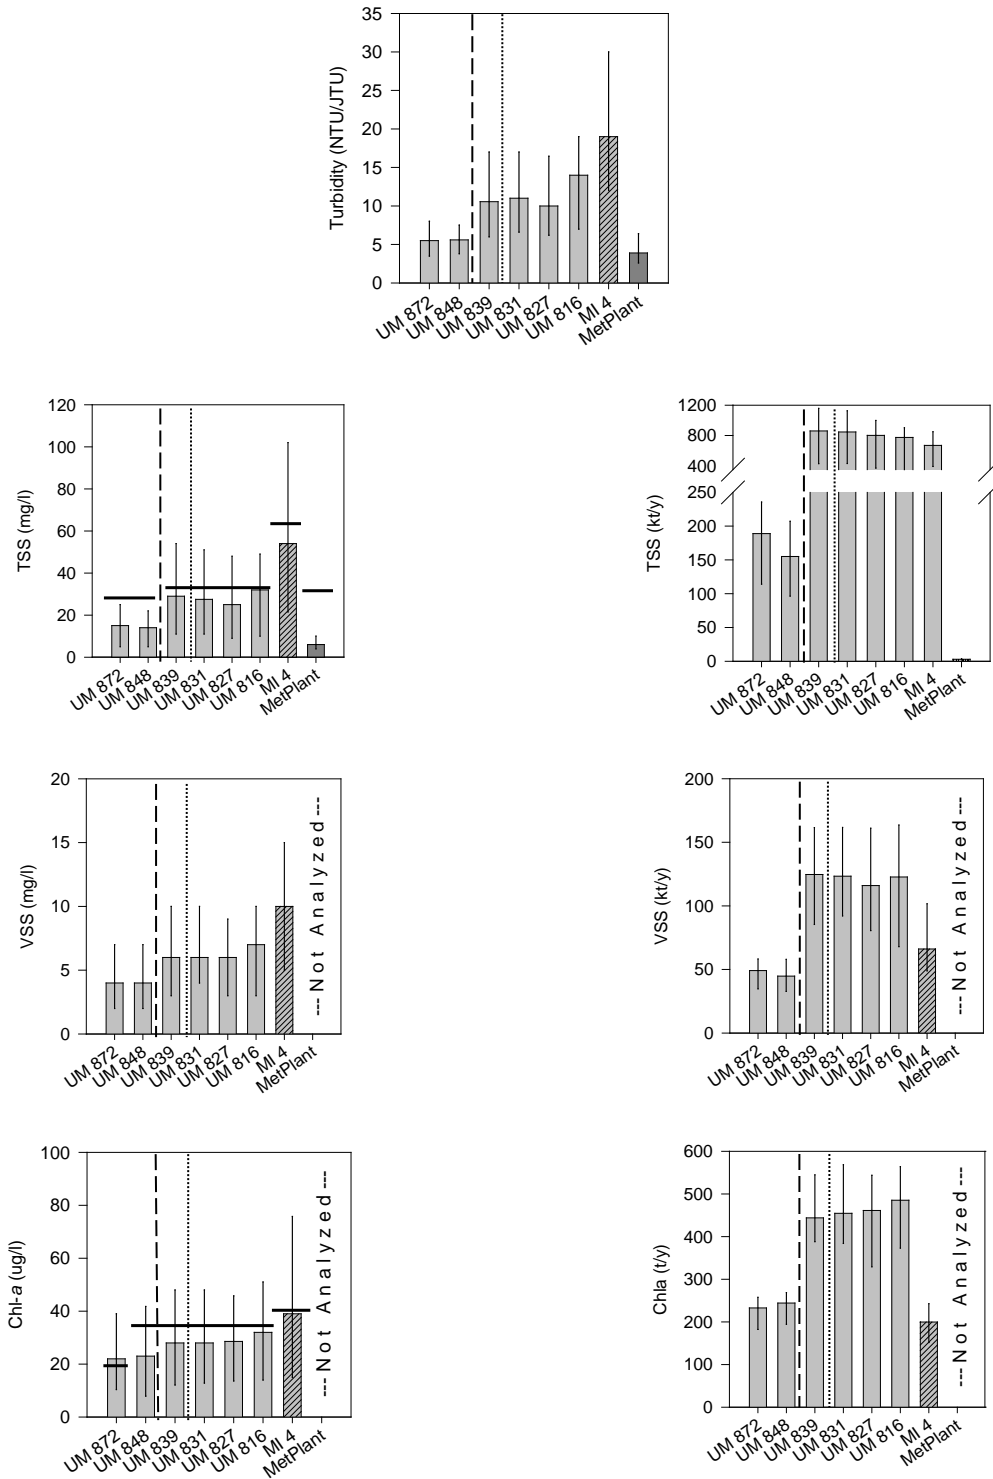 35
30
25
20
15
10
5
0
Turbidity (NTU/JTU)
UM 872
UM 848
UM 839
UM 831
UM 827
UM 816
MI 4
MetPlant
120
100
80
60
40
20
0
TSS (mg/l)
UM 872
UM 848
UM 839
UM 831
UM 827
UM 816
MI 4
MetPlant
1200
800
400
250
200
150
100
50
0
TSS (kt/y)
UM 872
UM 848
UM 839
UM 831
UM 827
UM 816
MI 4
MetPlant
20
15
10
5
0
VSS (mg/l)
---Not Analyzed---
UM 872
UM 848
UM 839
UM 831
UM 827
UM 816
MI 4
MetPlant
200
150
100
50
0
VSS (kt/y)
---Not Analyzed---
UM 872
UM 848
UM 839
UM 831
UM 827
UM 816
MI 4
MetPlant
100
80
60
40
20
0
Chl-a (ug/l)
---Not Analyzed---
UM 872
UM 848
UM 839
UM 831
UM 827
UM 816
MI 4
MetPlant
600
500
400
300
200
100
0
Chla (t/y)
---Not Analyzed---
UM 872
UM 848
UM 839
UM 831
UM 827
UM 816
MI 4
MetPlant